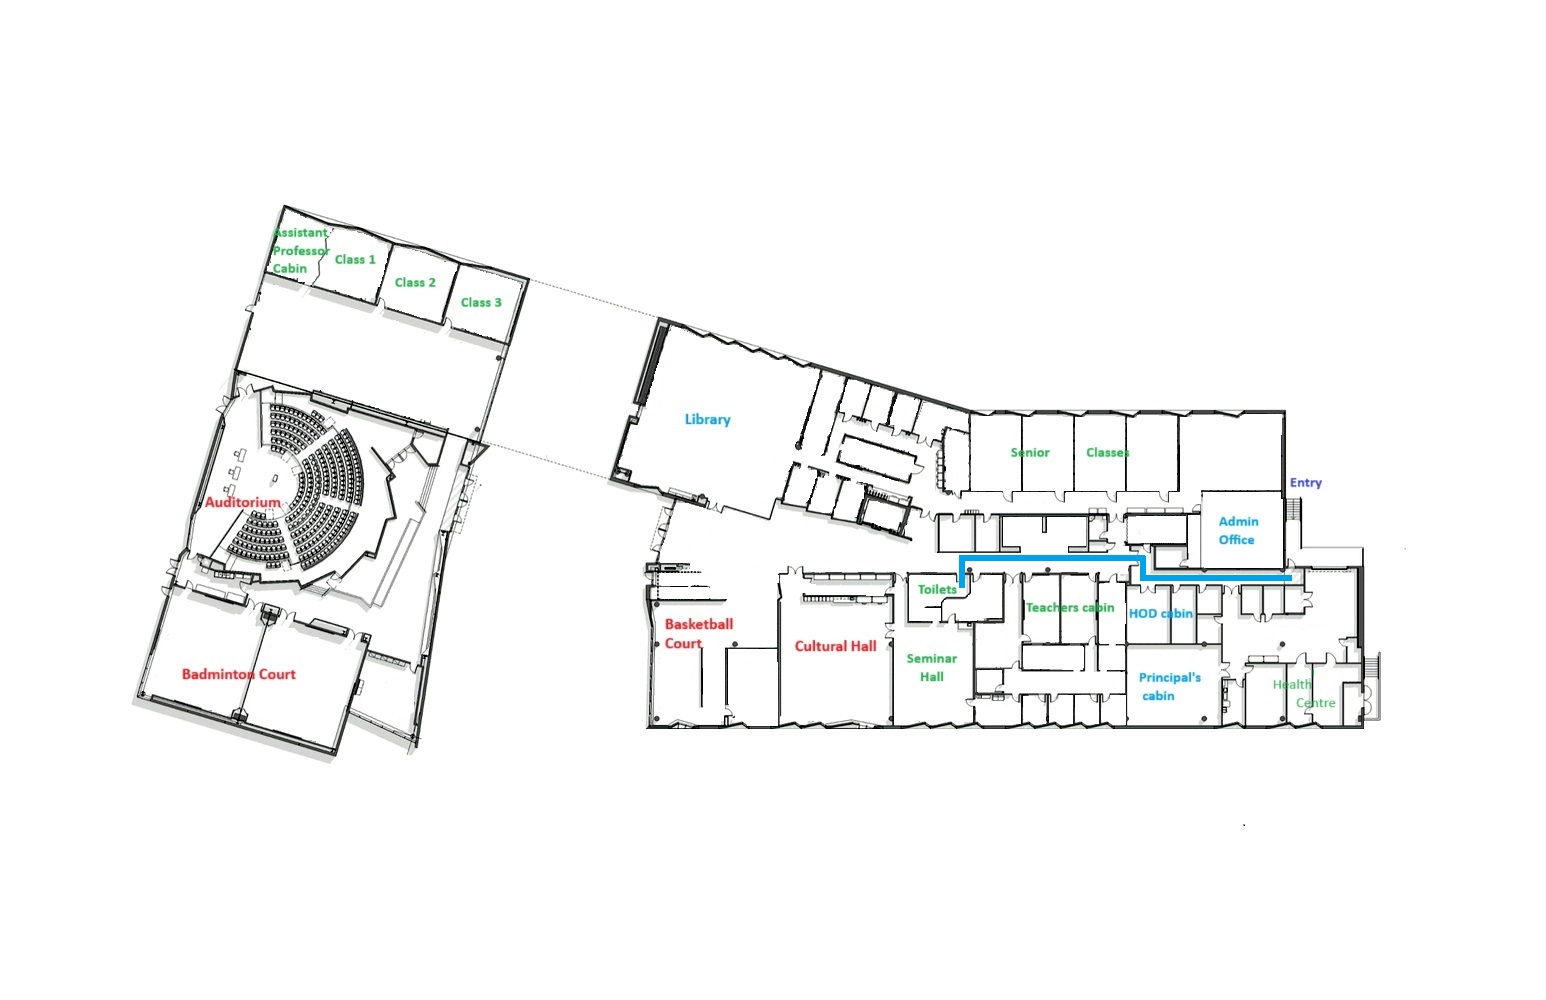 Assistant
Professor
Cabin
Class 1
Class 2
Class 3
Auditorium
Badminton Court
Library
Senior
Classes
Entry
Admin
Office
Toilets
Teachers cabin
HOD cabin
Basketball
Court
Cultural Hall
Seminar
Hall
Principal's
cabin
Health
Centre